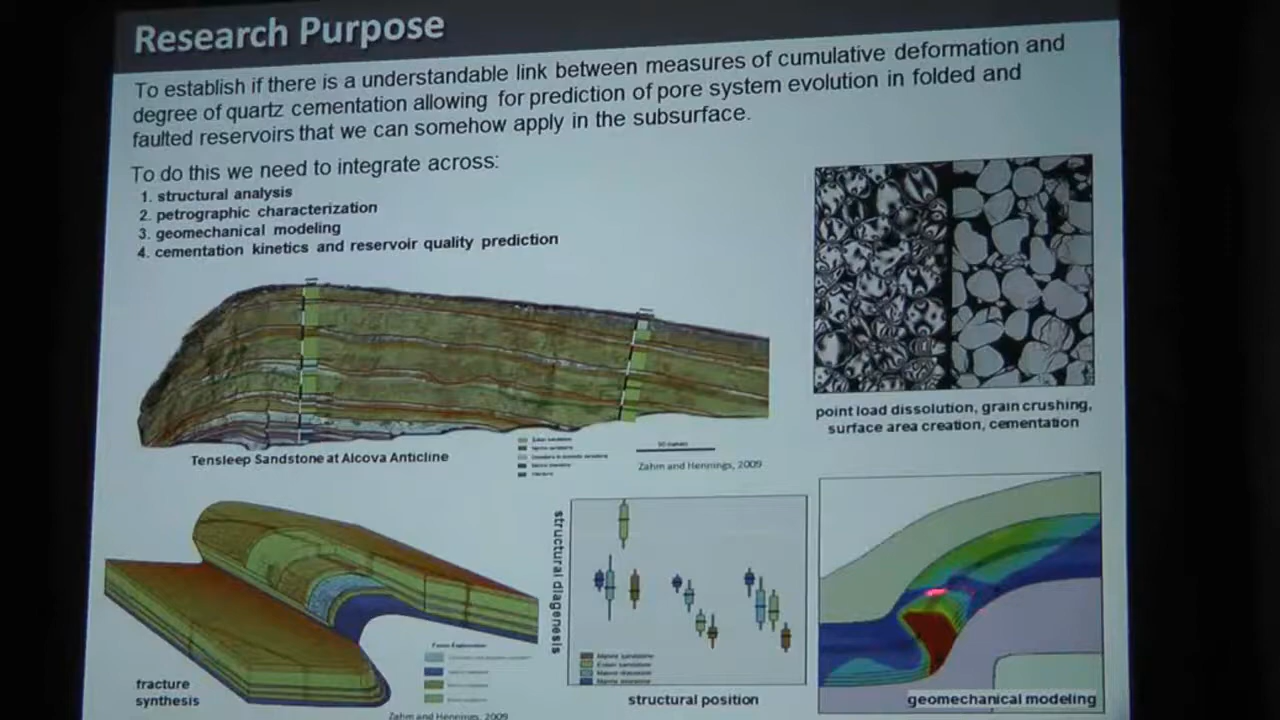 Research Purpose
To establish if there is a understandable link between measures of cumulative deformation and
degree of quartz cementation allowing for prediction of pore system evolution in folded and
faulted reservoirs that we can somehow apply in the subsurface.
To do this we need to integrate across:
1. structural analysis
2. petrographic characterization
3. geomechanical modeling
4. cementation kinetics and reservoir quality prediction
point load dissolution, grain crushing,
surface area creation, cementation
Tensleep Sandstone at Alcova Anticline
Zahm and Hennings, 2009
structural diagenesis
fracture
synthesis
structural position
geomechanical modeling
Zahm and Hennings, 2009